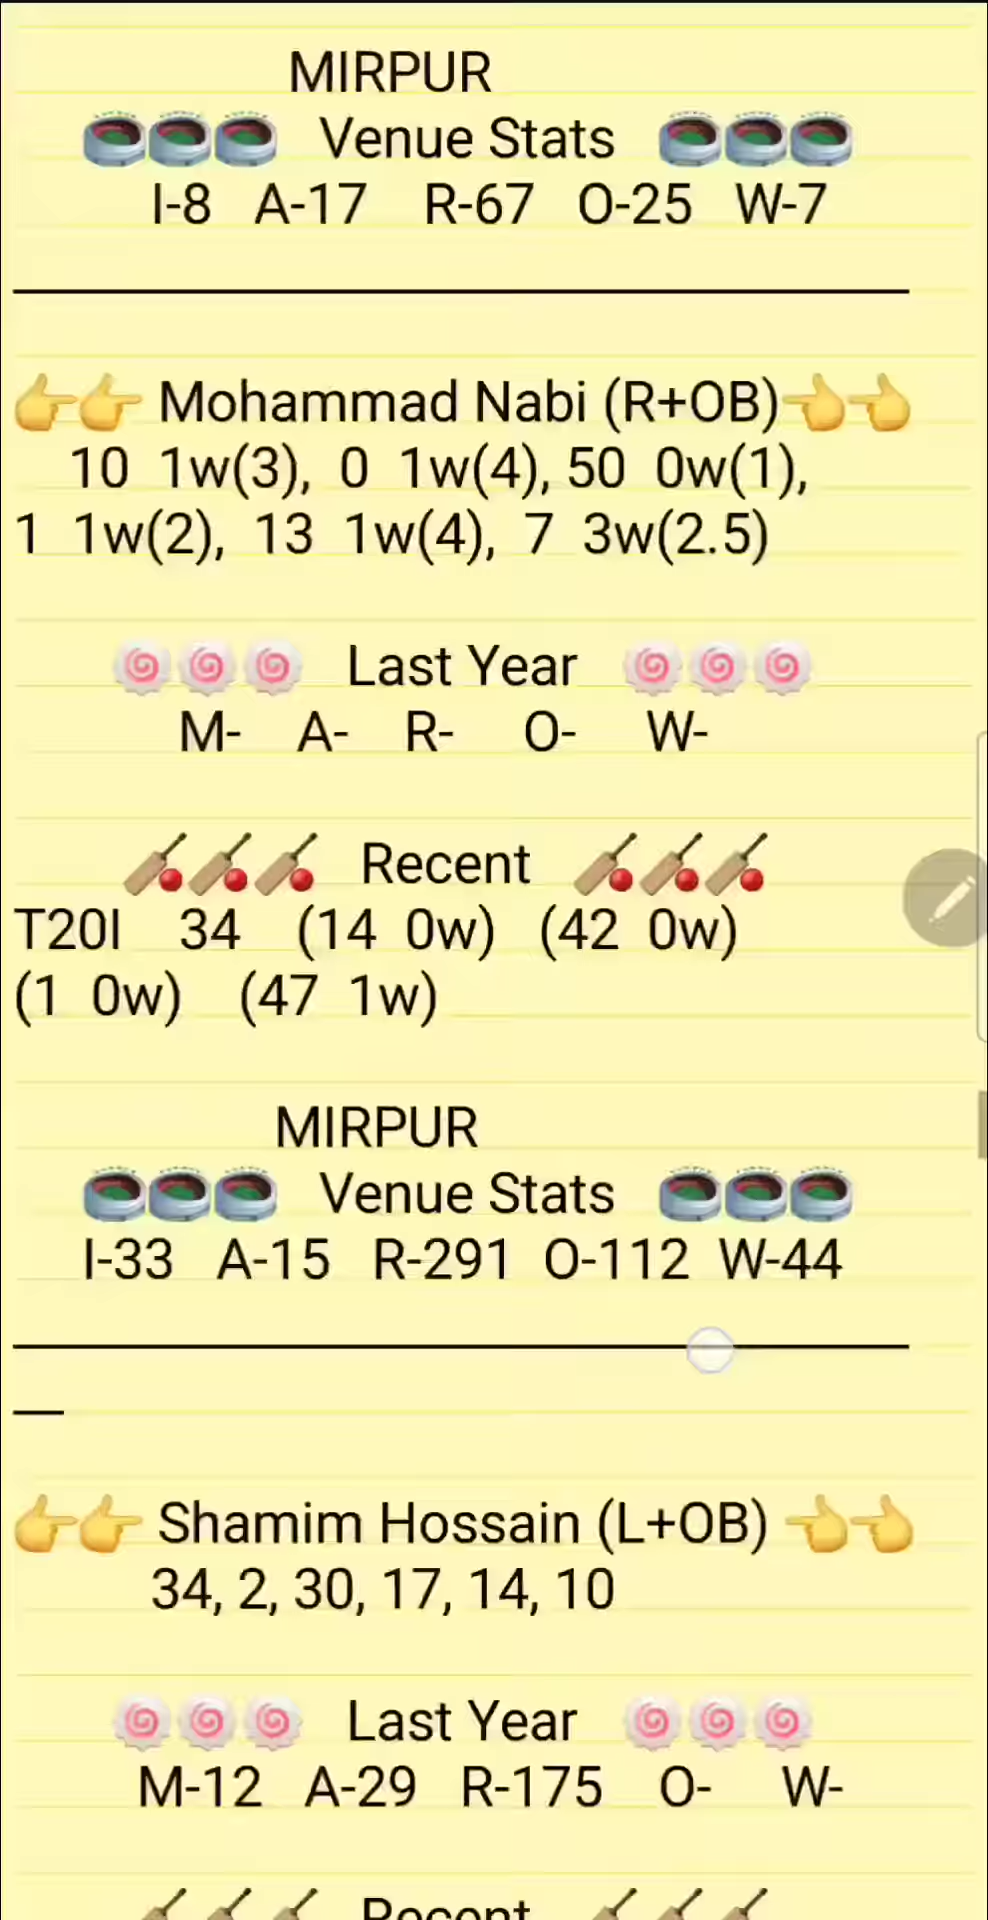 MIRPUR
Venue Stats
I-8 A-17 R-67 O-25 W-7
Mohammad Nabi (R+OB)
10 1w(3), 0 1w(4), 50 0w(1),
1 1w(2), 13 1w(4), 7 3w(2.5)
Last Year
M- A- R- O- W-
Recent
T20I 34 (14 0w) (42 0w)
(1 0w) (47 1w)
MIRPUR
Venue Stats
I-33 A-15 R-291 O-112 W-44
Shamim Hossain (L+OB)
34, 2, 30, 17, 14, 10
Last Year
M-12 A-29 R-175 O- W-
Recent